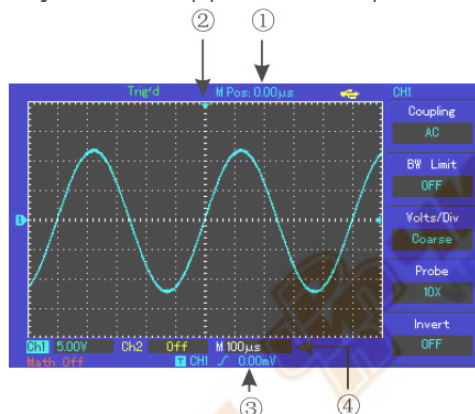 ② ①
Trig'd M Pos: 0.00μs CH1
Coupling
AC
BW Limit
OFF
Volts/Div
Coarse
1
Probe
10X
Invert
OFF
Ch1 5.00V Ch2 Off M 100μs
Math Off T CH1 0.00mV
③ ④